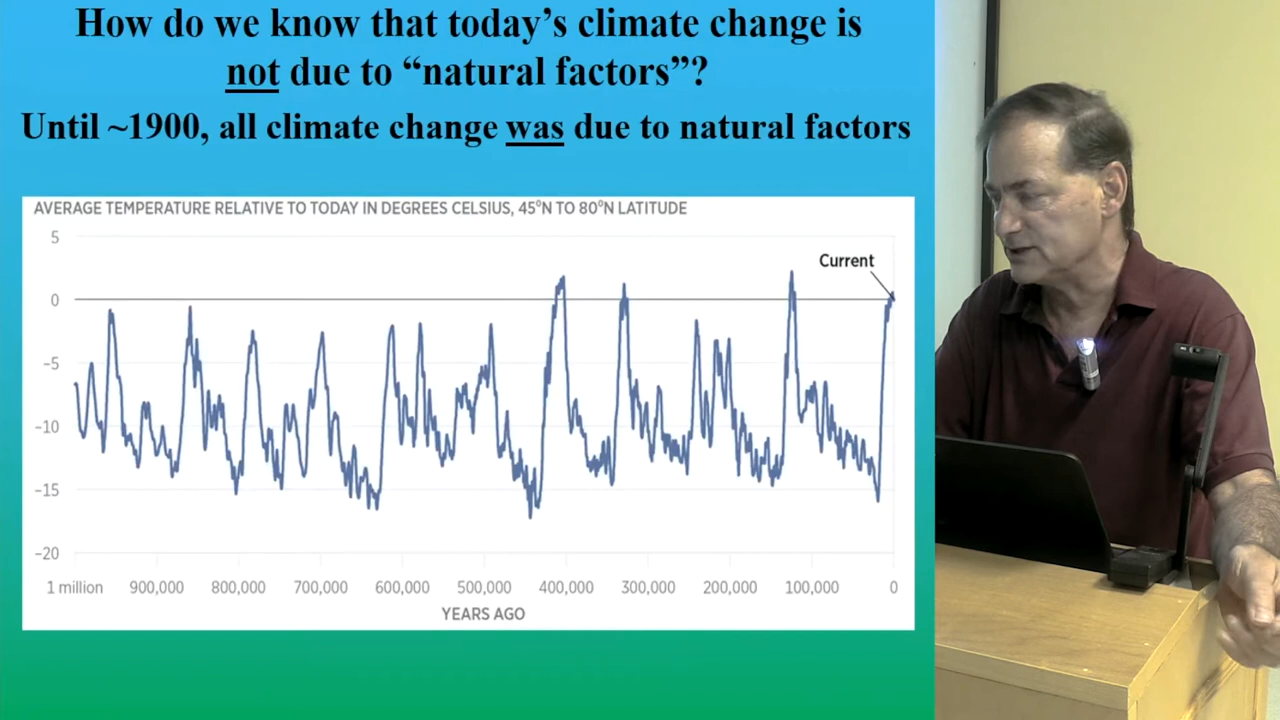 How do we know that today’s climate change is
not due to “natural factors”?
Until ~1900, all climate change was due to natural factors
AVERAGE TEMPERATURE RELATIVE TO TODAY IN DEGREES CELSIUS, 45°N TO 80°N LATITUDE
5
Current
0
−5
−10
−15
−20
1 million 900,000 800,000 700,000 600,000 500,000 400,000 300,000 200,000 100,000 0
YEARS AGO